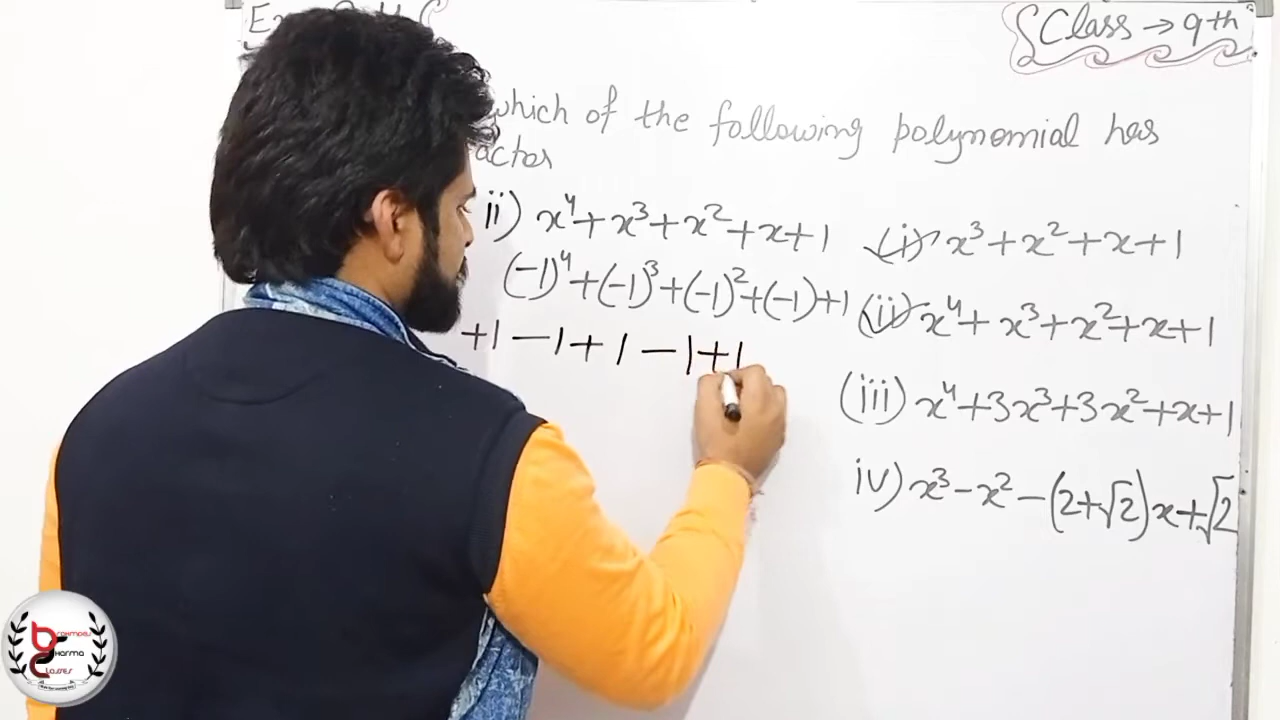 Class → 9th
which of the following polynomial has
ii) x⁴+x³+x²+x+1
(-1)⁴+(-1)³+(-1)²+(-1)+1
+1-1+1-1+1
(i) x³+x²+x+1
(ii) x⁴+x³+x²+x+1
(iii) x⁴+3x³+3x²+x+1
iv) x³-x²-(2+√2)x+√2
Classes